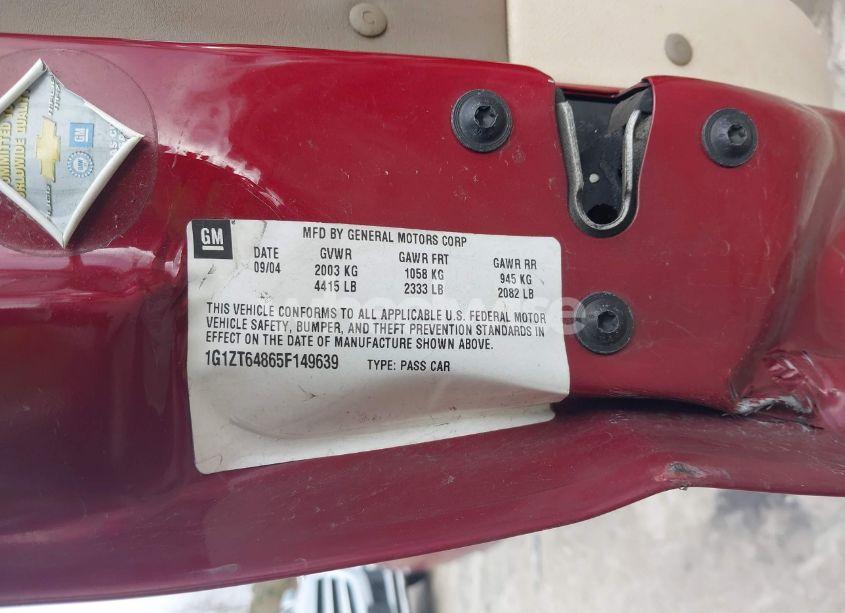 GM
MFD BY GENERAL MOTORS CORP
DATE GVWR GAWR FRT GAWR RR
09/04 2003 KG 1058 KG 945 KG
4415 LB 2333 LB 2082 LB
THIS VEHICLE CONFORMS TO ALL APPLICABLE U.S. FEDERAL MOTOR
VEHICLE SAFETY, BUMPER, AND THEFT PREVENTION STANDARDS IN
EFFECT ON THE DATE OF MANUFACTURE SHOWN ABOVE.
1G1ZT64865F149639 TYPE: PASS CAR
GM
C